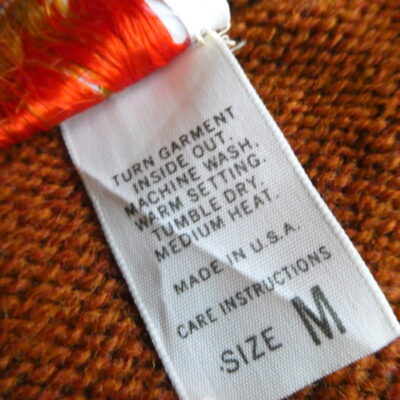 TURN GARMENT
INSIDE OUT.
MACHINE WASH,
WARM SETTING.
TUMBLE DRY,
MEDIUM HEAT.
MADE IN U.S.A.
CARE INSTRUCTIONS
SIZE M